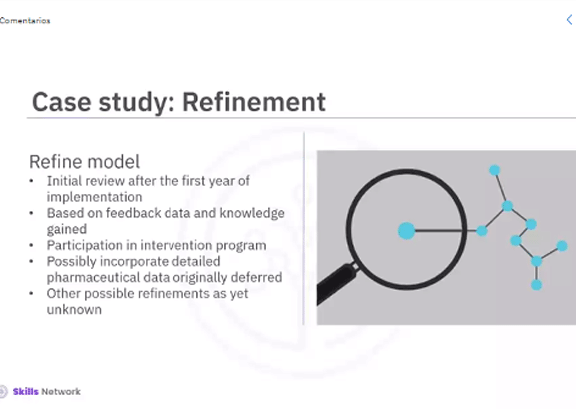 Comentarios
Case study: Refinement
Refine model
• Initial review after the first year of
implementation
• Based on feedback data and knowledge
gained
• Participation in intervention program
• Possibly incorporate detailed
pharmaceutical data originally deferred
• Other possible refinements as yet
unknown
Skills Network